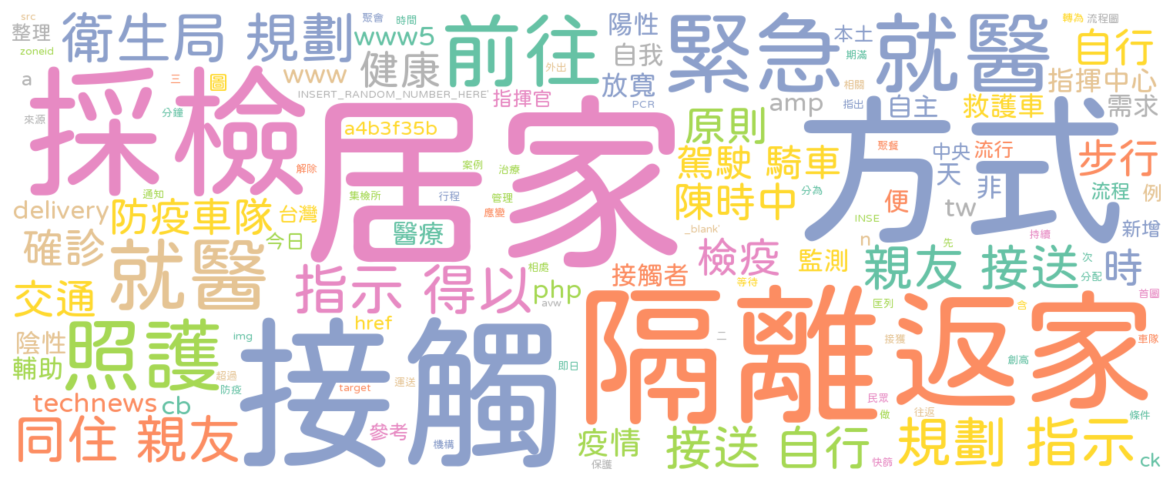 src
整理
zoneid
衛生局 規劃
聚會
時間
www5
前往
陽性
緊急 就醫
本土
轉為
流程圖
自行
a
三
圖
www
健康
外出
自我
放寬
期滿
相關
指揮中心
採檢
INSERT_RANDOM_NUMBER_HERE'
指揮官
PCR
amp
指出
自主
救護車
需求
來源
分鐘
a4b3f35b
居家
原則
方式
聚餐
中央
流行
步行
解除
案例
治療
駕駛 騎車
天
非
delivery
通知
防疫車隊
台灣
集檢所
行程
管理
應變
陳時中
分為
便
tw
流程
例
確診
就醫
今日
醫療
_blank'
INSE
n
持續
新增
檢疫
監測
親友 接送
先
時
次
分配
交通
指示 得以
相處
avw
php
接觸者
等待
匡列
含
首圖
隔離 返家
陰性
照護
img
href
接觸
二
接獲
創高
車隊
輔助
超過
防疫
target
運送
即日
民眾
technews
cb
做
往返
條件
同住 親友
參考
機構
疫情
保護
接送 自行
快篩
規劃 指示
ck